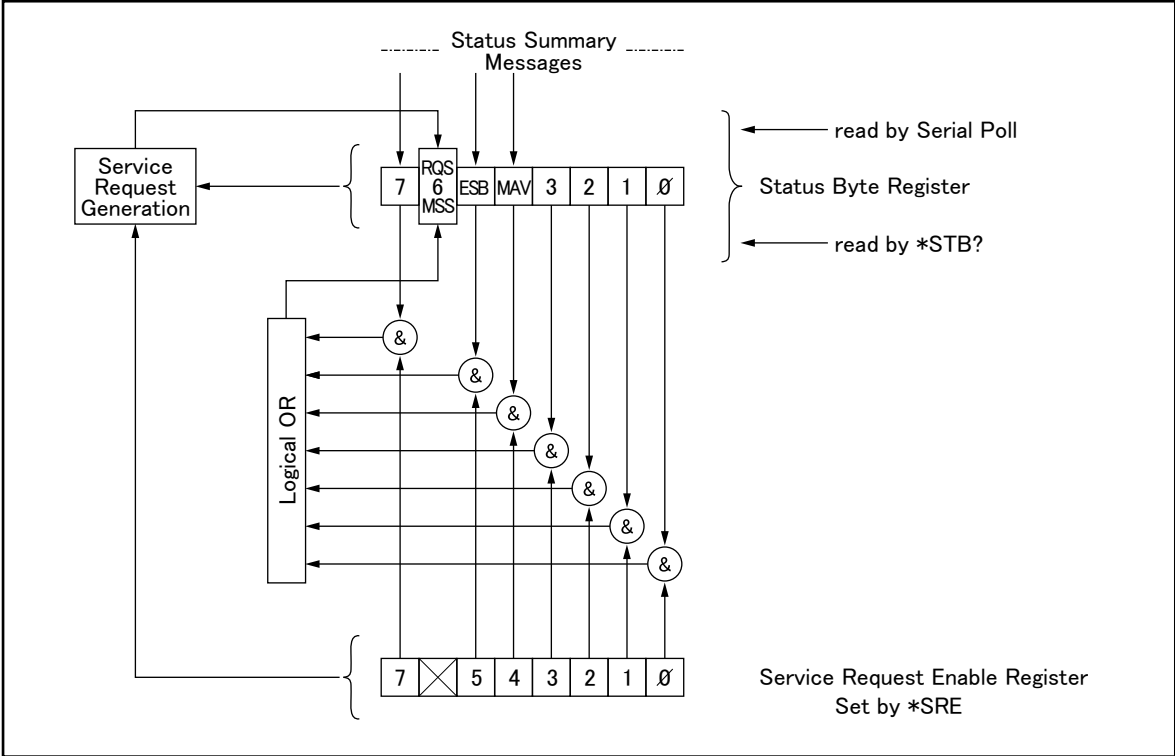 Status Summary
Messages
read by Serial Poll
Service
Request
Generation
7
RQS
6
MSS
ESB
MAV
3
2
1
0
Status Byte Register
read by *STB?
Logical OR
&
&
&
&
&
&
&
7
5
4
3
2
1
0
Service Request Enable Register
Set by *SRE